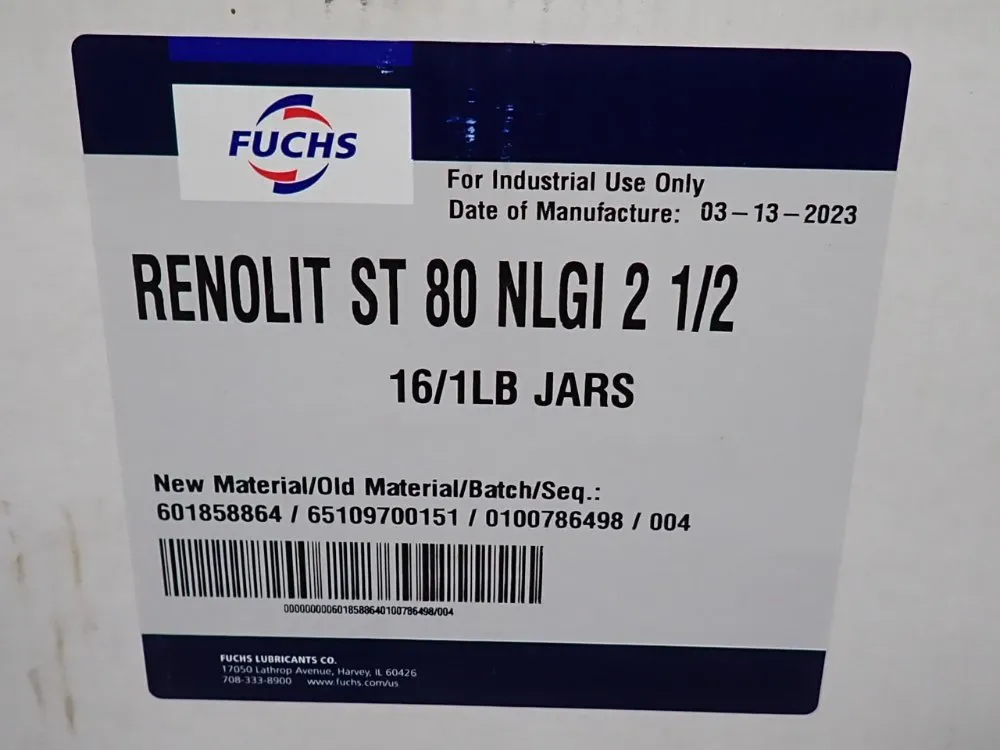 FUCHS
For Industrial Use Only
Date of Manufacture: 03-13-2023
RENOLIT ST 80 NLGI 2 1/2
16/1LB JARS
New Material/Old Material/Batch/Seq.:
601858864 / 65109700151 / 0100786498 / 004
0000000006018588640100786498/004
FUCHS LUBRICANTS CO.
17050 Lathrop Avenue, Harvey, IL 60426
708-333-8900 www.fuchs.com/us